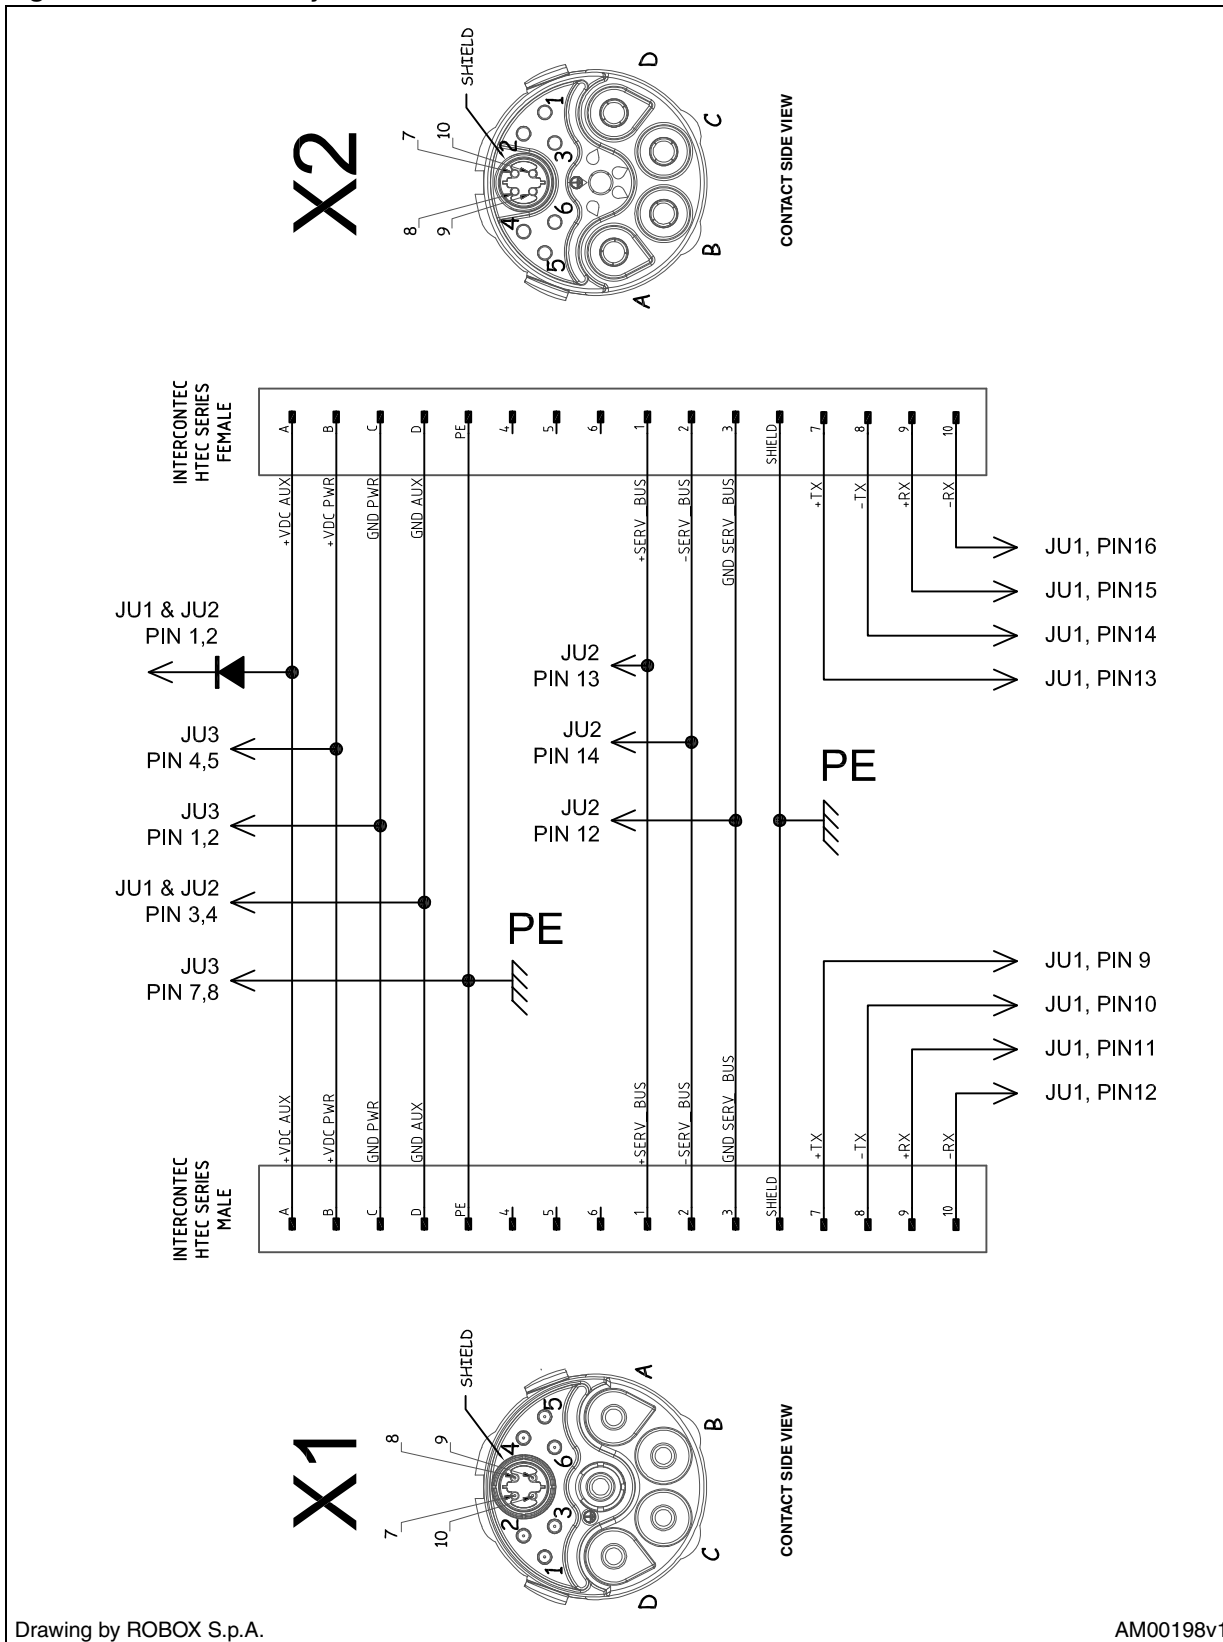 X2
SHIELD
7
10
8
9
1
2
3
4
5
6
A
B
C
D
CONTACT SIDE VIEW
INTERCONTEC
HTEC SERIES
FEMALE
A
B
C
D
PE
4
5
6
1
2
3
SHIELD
7
8
9
10
+VDC AUX
+VDC PWR
GND PWR
GND AUX
+SERV_BUS
-SERV_BUS
GND SERV_BUS
+TX
-TX
+RX
-RX
JU1, PIN16
JU1, PIN15
JU1, PIN14
JU1, PIN13
JU1 & JU2
PIN 1,2
JU3
PIN 4,5
JU3
PIN 1,2
JU1 & JU2
PIN 3,4
JU3
PIN 7,8
PE
JU2
PIN 13
JU2
PIN 14
JU2
PIN 12
PE
JU1, PIN 9
JU1, PIN10
JU1, PIN11
JU1, PIN12
+VDC AUX
+VDC PWR
GND PWR
GND AUX
+SERV_BUS
-SERV_BUS
GND SERV_BUS
+TX
-TX
+RX
-RX
INTERCONTEC
HTEC SERIES
MALE
A
B
C
D
PE
4
5
6
1
2
3
SHIELD
7
8
9
10
X1
SHIELD
8
9
7
10
5
4
6
2
3
1
A
B
C
D
CONTACT SIDE VIEW
Drawing by ROBOX S.p.A.
AM00198v1